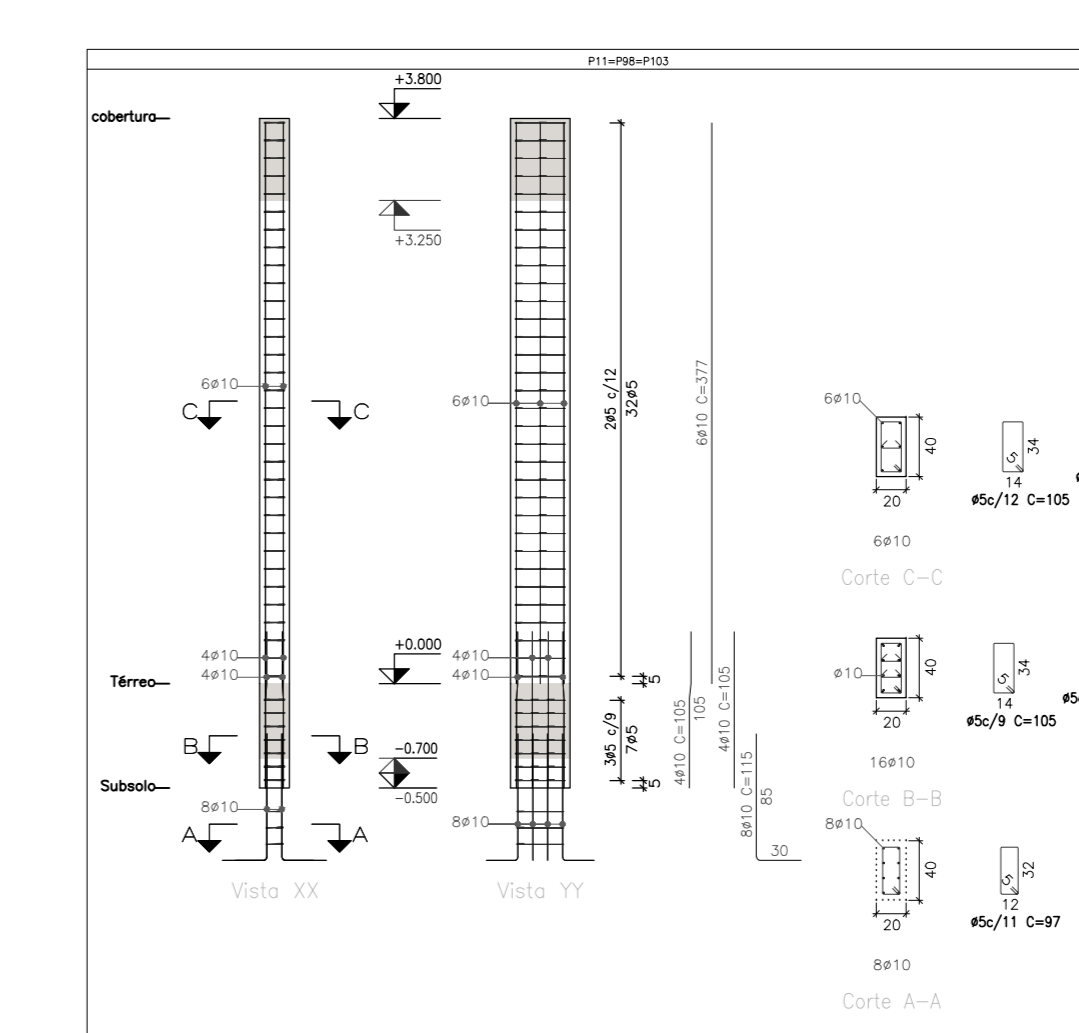 P11=P98=P103
+3.800
cobertura
+3.250
6ø10
C C
6ø10
2ø5 c/12
32ø5
6ø10 C=377
6ø10
40
20
6ø10
Corte C-C
34
5
14
ø5c/12 C=105
4ø10
4ø10
+0.000
4ø10
4ø10
Térreo
5
3ø5 c/9
7ø5
5
4ø10 C=105
105
4ø10 C=105
B B
-0.700
Subsolo
-0.500
8ø10
A A
8ø10
8ø10 C=115
85
30
Vista XX
Vista YY
ø10
40
20
16ø10
Corte B-B
34
5
14
ø5c/9 C=105
8ø10
40
20
8ø10
Corte A-A
32
5
12
ø5c/11 C=97